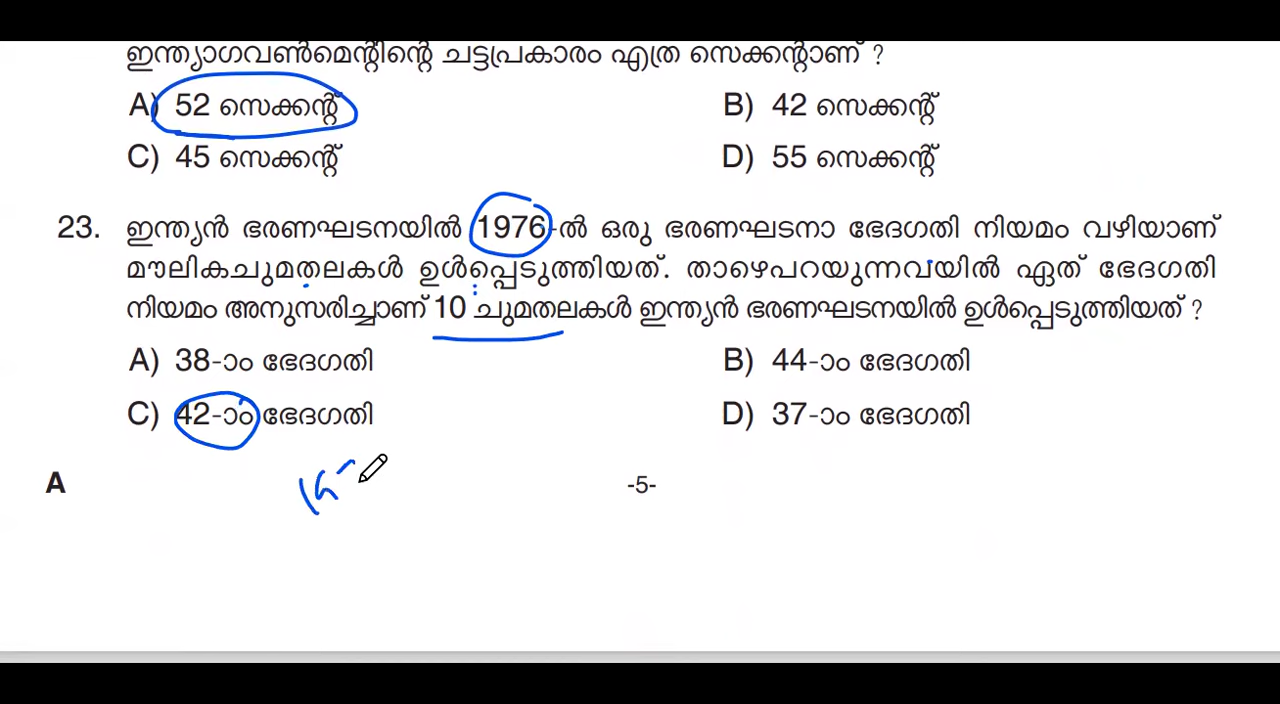 ഇന്ത്യാഗവൺമെന്റിന്റെ ചട്ടപ്രകാരം എത്ര സെക്കന്റാണ് ?
A) 52 സെക്കന്റ് B) 42 സെക്കന്റ്
C) 45 സെക്കന്റ് D) 55 സെക്കന്റ്
23. ഇന്ത്യൻ ഭരണഘടനയിൽ 1976-ൽ ഒരു ഭരണഘടനാ ഭേദഗതി നിയമം വഴിയാണ്
മൗലികചുമതലകൾ ഉൾപ്പെടുത്തിയത്. താഴെപറയുന്നവയിൽ ഏത് ഭേദഗതി
നിയമം അനുസരിച്ചാണ് 10 ചുമതലകൾ ഇന്ത്യൻ ഭരണഘടനയിൽ ഉൾപ്പെടുത്തിയത് ?
A) 38-ാം ഭേദഗതി B) 44-ാം ഭേദഗതി
C) 42-ാം ഭേദഗതി D) 37-ാം ഭേദഗതി
A -5-